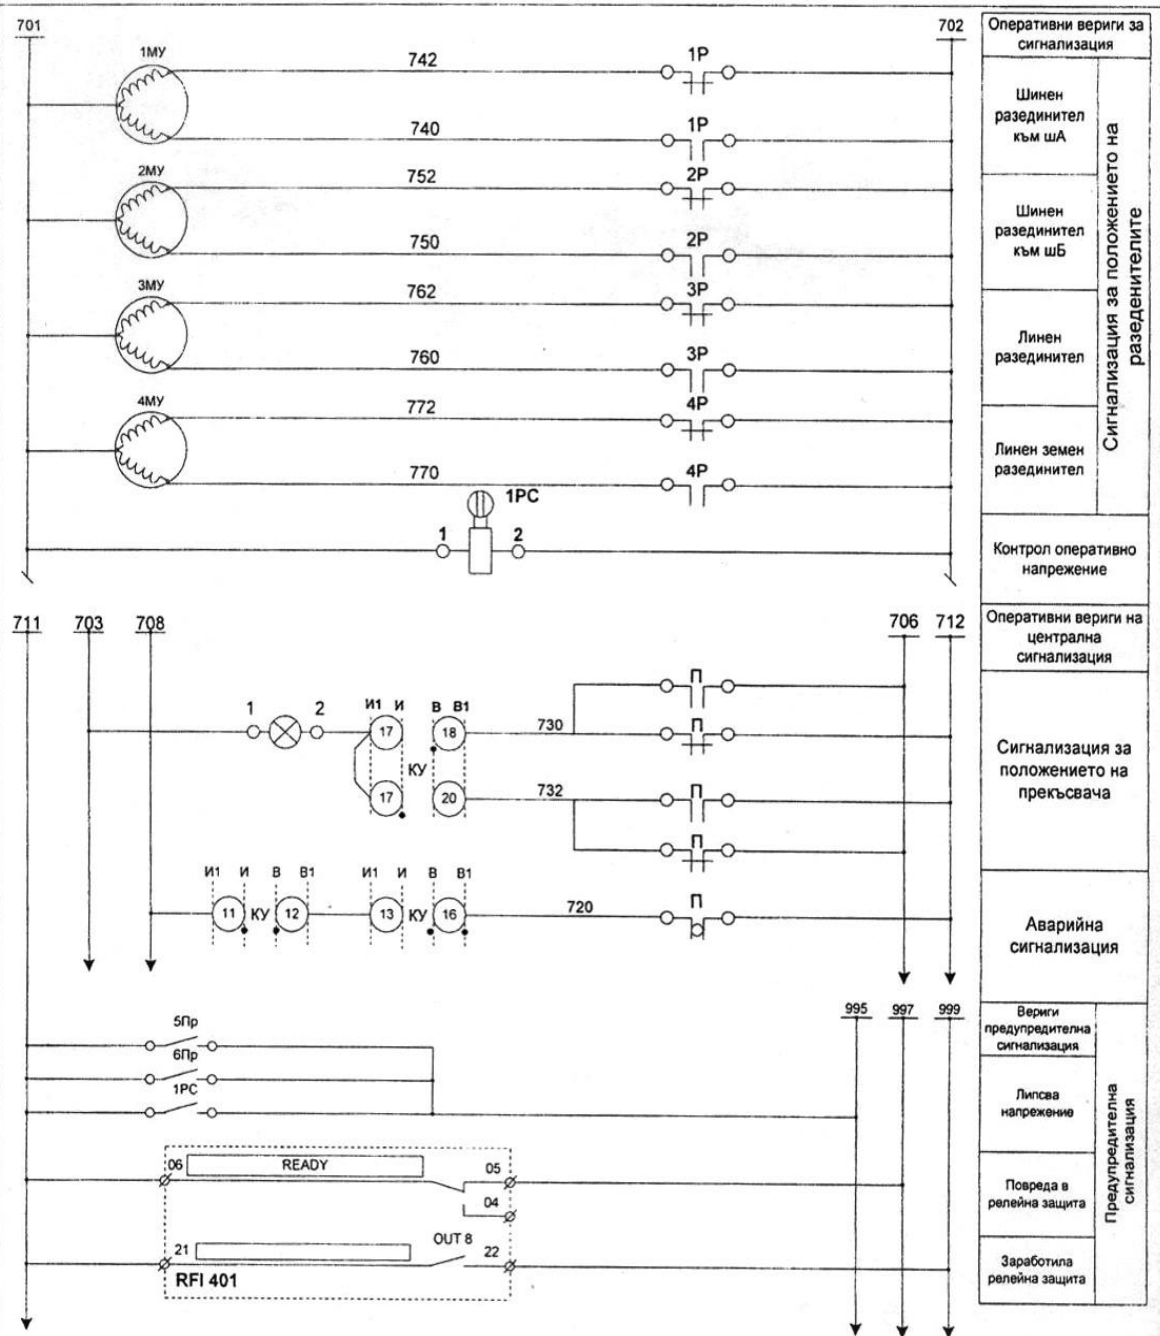 701
702
Оперативни вериги за
сигнализация
1МУ
742
1Р
740
1Р
Шинен
разединител
към шА
2МУ
752
2Р
750
2Р
Шинен
разединител
към шБ
3МУ
762
3Р
760
3Р
Линен
разединител
4МУ
772
4Р
770
4Р
Линен земен
разединител
Сигнализация за положението на
разеденителите
1РС
1
2
Контрол оперативно
напрежение
711
703
708
706
712
Оперативни вериги на
централна
сигнализация
1
2
И1 И В В1
17
18
КУ
17
20
730
П
П
732
П
П
Сигнализация за
положението на
прекъсвача
И1 И В В1
11
КУ
12
И1 И В В1
13
КУ
16
720
П
Аварийна
сигнализация
995
997
999
Вериги
предупредителна
сигнализация
5Пр
6Пр
1РС
Липсва
напрежение
06
READY
05
04
Повреда в
релейна защита
21
OUT 8
22
RFI 401
Заработила
релейна защита
Предупредителна
сигнализация